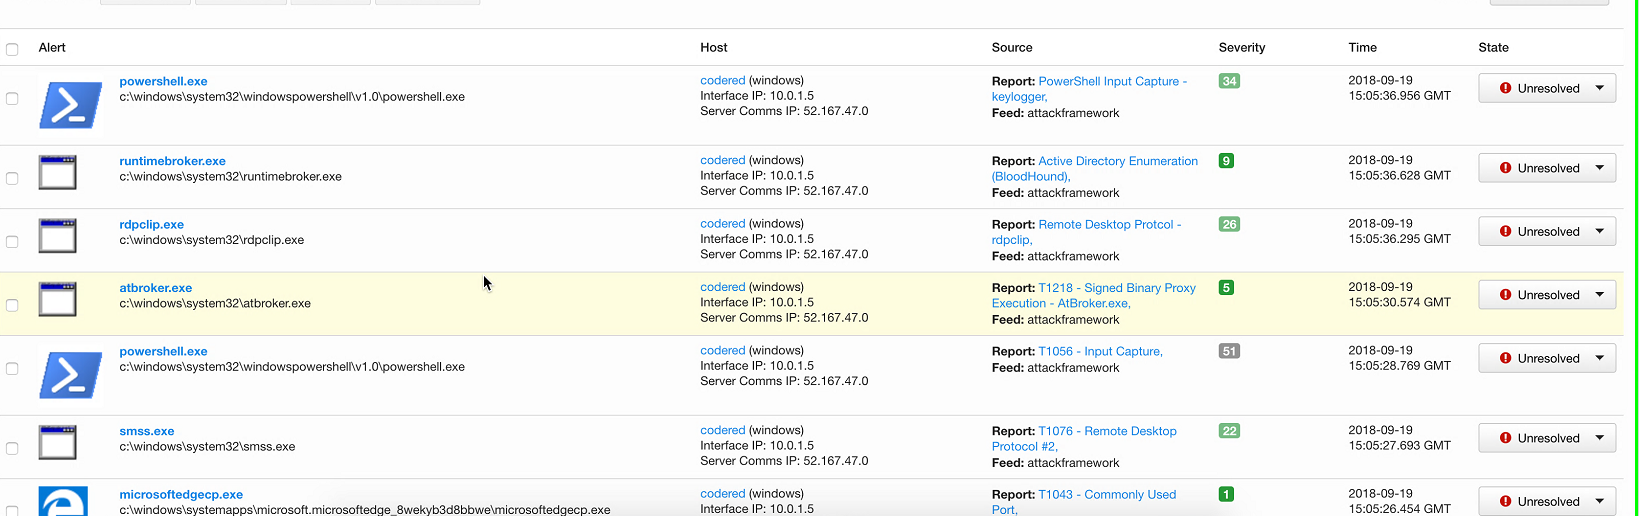 Alert Host Source Severity Time State
powershell.exe
c:\windows\system32\windowspowershell\v1.0\powershell.exe
codered (windows)
Interface IP: 10.0.1.5
Server Comms IP: 52.167.47.0
Report: PowerShell Input Capture -
keylogger,
Feed: attackframework
34
2018-09-19
15:05:36.956 GMT
Unresolved
runtimebroker.exe
c:\windows\system32\runtimebroker.exe
codered (windows)
Interface IP: 10.0.1.5
Server Comms IP: 52.167.47.0
Report: Active Directory Enumeration
(BloodHound),
Feed: attackframework
9
2018-09-19
15:05:36.628 GMT
Unresolved
rdpclip.exe
c:\windows\system32\rdpclip.exe
codered (windows)
Interface IP: 10.0.1.5
Server Comms IP: 52.167.47.0
Report: Remote Desktop Protcol -
rdpclip,
Feed: attackframework
26
2018-09-19
15:05:36.295 GMT
Unresolved
atbroker.exe
c:\windows\system32\atbroker.exe
codered (windows)
Interface IP: 10.0.1.5
Server Comms IP: 52.167.47.0
Report: T1218 - Signed Binary Proxy
Execution - AtBroker.exe,
Feed: attackframework
5
2018-09-19
15:05:30.574 GMT
Unresolved
powershell.exe
c:\windows\system32\windowspowershell\v1.0\powershell.exe
codered (windows)
Interface IP: 10.0.1.5
Server Comms IP: 52.167.47.0
Report: T1056 - Input Capture,
Feed: attackframework
51
2018-09-19
15:05:28.769 GMT
Unresolved
smss.exe
c:\windows\system32\smss.exe
codered (windows)
Interface IP: 10.0.1.5
Server Comms IP: 52.167.47.0
Report: T1076 - Remote Desktop
Protocol #2,
Feed: attackframework
22
2018-09-19
15:05:27.693 GMT
Unresolved
microsoftedgecp.exe
c:\windows\systemapps\microsoft.microsoftedge_8wekyb3d8bbwe\microsoftedgecp.exe
codered (windows)
Interface IP: 10.0.1.5
Report: T1043 - Commonly Used
Port,
1
2018-09-19
15:05:26.454 GMT
Unresolved